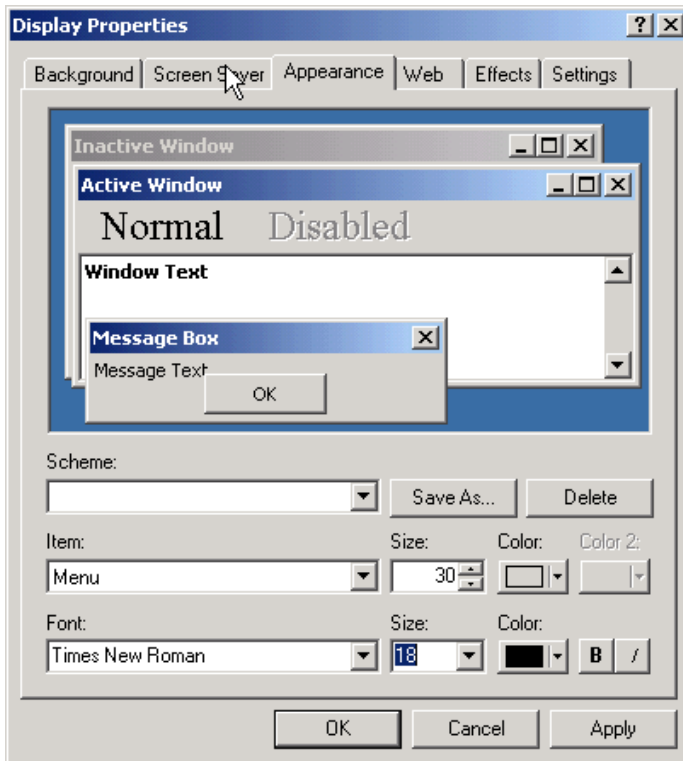 Display Properties
Background Screen Saver Appearance Web Effects Settings
Inactive Window
Active Window
Normal Disabled
Window Text
Message Box
Message Text
OK
Scheme:
Save As... Delete
Item: Size: Color: Color 2:
Menu 30
Font: Size: Color:
Times New Roman 18 B /
OK Cancel Apply